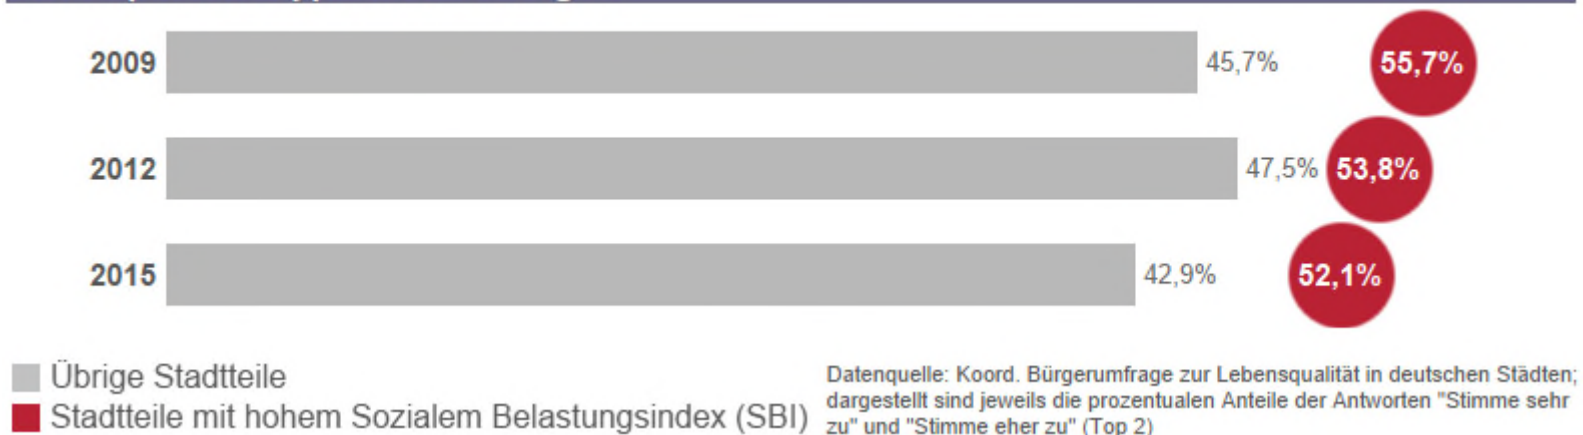 2009 45,7% 55,7%
2012 47,5% 53,8%
2015 42,9% 52,1%
Übrige Stadtteile
Stadtteile mit hohem Sozialem Belastungsindex (SBI)
Datenquelle: Koord. Bürgerumfrage zur Lebensqualität in deutschen Städten;
dargestellt sind jeweils die prozentualen Anteile der Antworten "Stimme sehr
zu" und "Stimme eher zu" (Top 2)